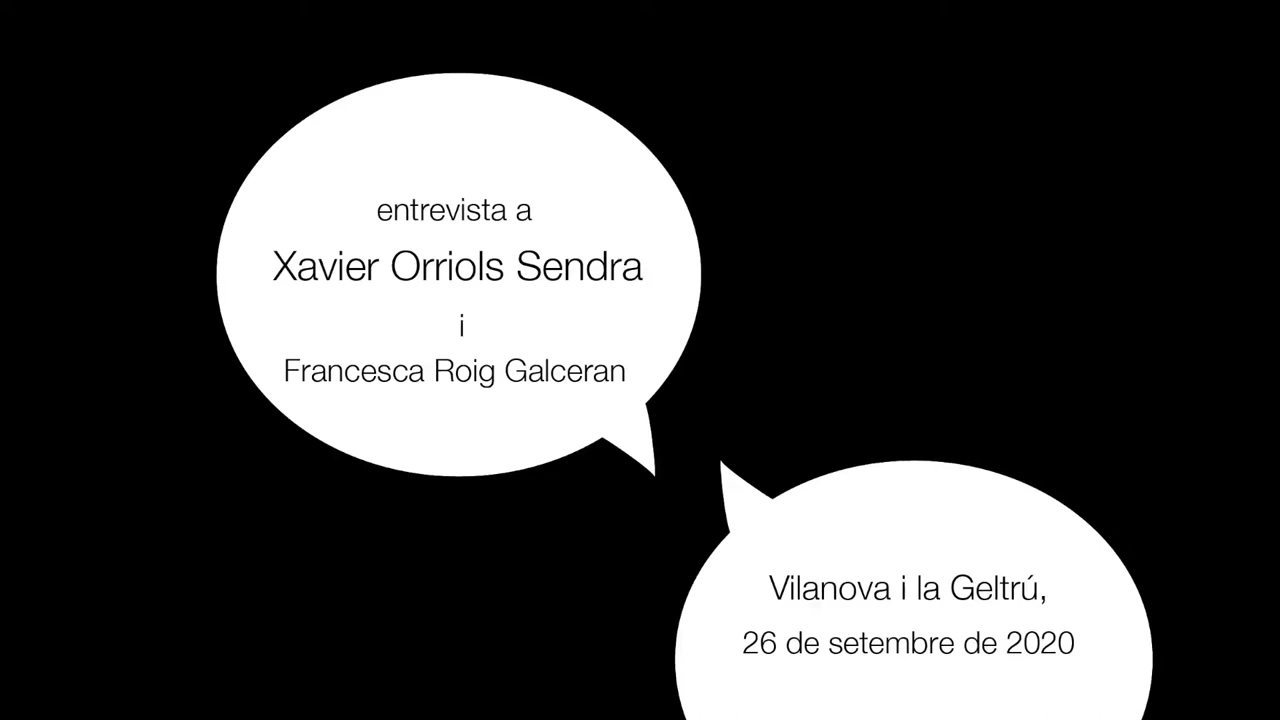 entrevista a
Xavier Orriols Sendra
i
Francesca Roig Galceran
Vilanova i la Geltrú,
26 de setembre de 2020